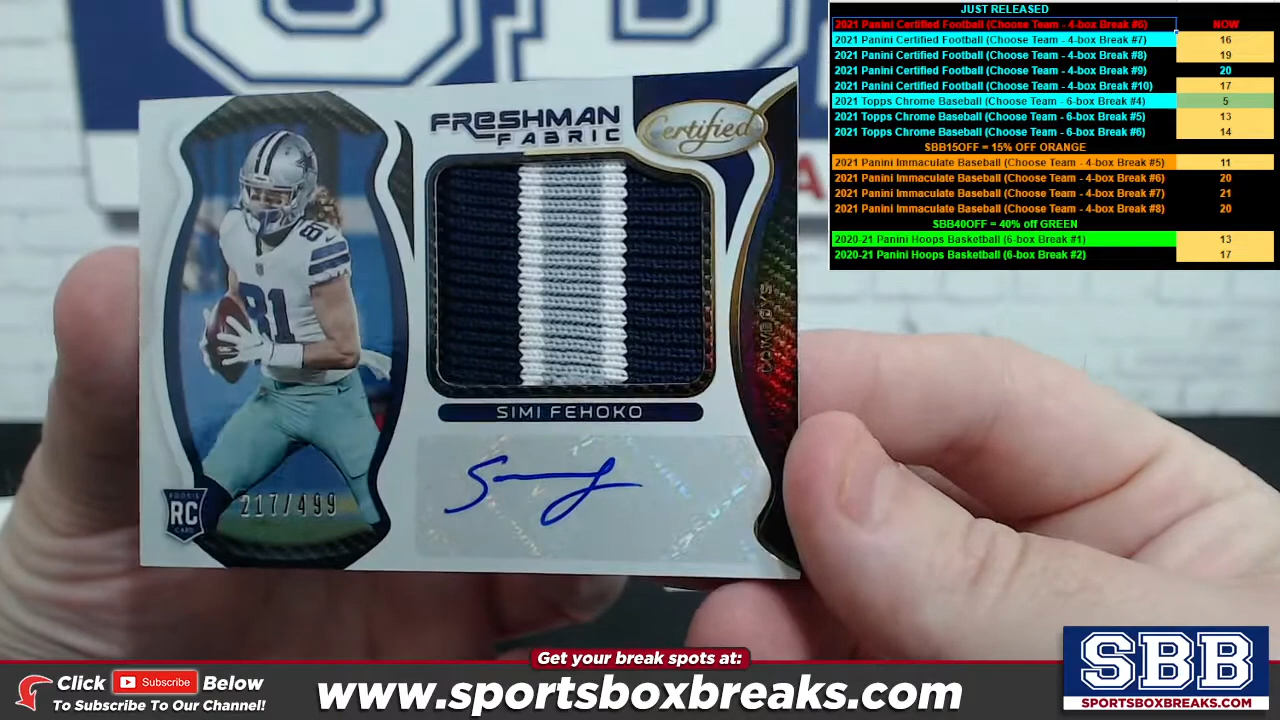 JUST RELEASED
2021 Panini Certified Football (Choose Team - 4-box Break #6) NOW
2021 Panini Certified Football (Choose Team - 4-box Break #7) 16
2021 Panini Certified Football (Choose Team - 4-box Break #8) 19
2021 Panini Certified Football (Choose Team - 4-box Break #9) 20
2021 Panini Certified Football (Choose Team - 4-box Break #10) 17
2021 Topps Chrome Baseball (Choose Team - 6-box Break #4) 5
2021 Topps Chrome Baseball (Choose Team - 6-box Break #5) 13
2021 Topps Chrome Baseball (Choose Team - 6-box Break #6) 14
SBB15OFF = 15% OFF ORANGE
2021 Panini Immaculate Baseball (Choose Team - 4-box Break #5) 11
2021 Panini Immaculate Baseball (Choose Team - 4-box Break #6) 20
2021 Panini Immaculate Baseball (Choose Team - 4-box Break #7) 21
2021 Panini Immaculate Baseball (Choose Team - 4-box Break #8) 20
SBB40OFF = 40% off GREEN
2020-21 Panini Hoops Basketball (6-box Break #1) 13
2020-21 Panini Hoops Basketball (6-box Break #2) 17
FRESHMAN
FABRIC
Certified
81
81
COWBOYS
SIMI FEHOKO
ROOKIE
RC
CARD
217/499
Get your break spots at:
Click Subscribe Below
To Subscribe To Our Channel!
www.sportsboxbreaks.com
SBB
SPORTSBOXBREAKS.COM